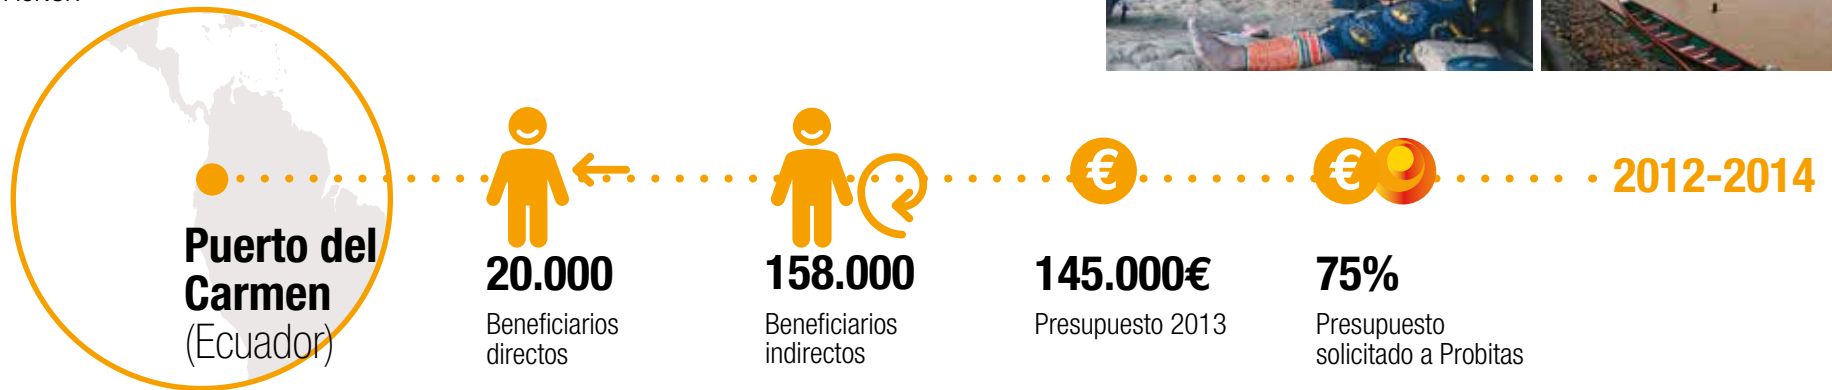 Puerto del
Carmen
(Ecuador)
20.000
Beneficiarios
directos
158.000
Beneficiarios
indirectos
€
145.000€
Presupuesto 2013
€
75%
Presupuesto
solicitado a Probitas
2012-2014